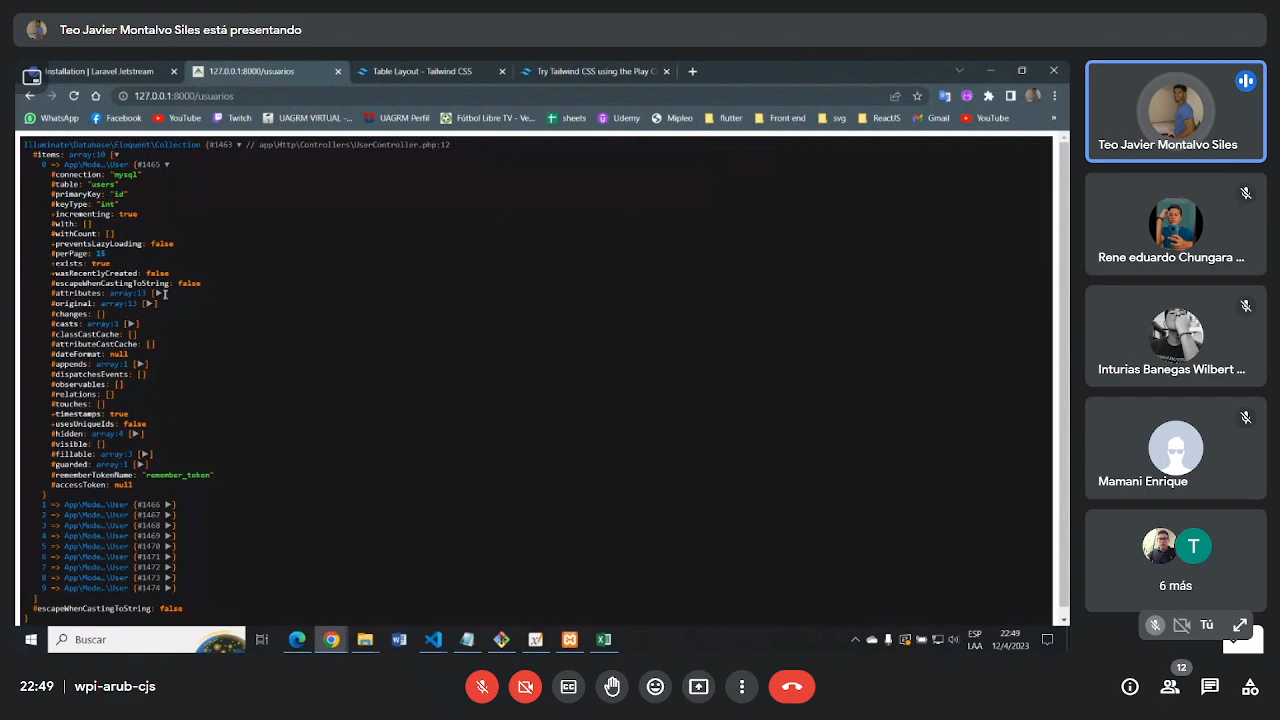 Teo Javier Montalvo Siles está presentando
Installation | Laravel Jetstream
127.0.0.1:8000/usuarios
Table Layout - Tailwind CSS
Try Tailwind CSS using the Play C
127.0.0.1:8000/usuarios
WhatsApp
Facebook
YouTube
Twitch
UAGRM VIRTUAL -...
UAGRM Perfil
Fútbol Libre TV - Ve...
sheets
Udemy
Mipleo
flutter
Front end
svg
ReactJS
Gmail
YouTube
»
Illuminate\Database\Eloquent\Collection {#1463 ▼ // app\Http\Controllers\UserController.php:12
#items: array:10 [▼
0 => App\Mode…\User {#1465 ▼
#connection: "mysql"
#table: "users"
#primaryKey: "id"
#keyType: "int"
+incrementing: true
#with: []
#withCount: []
+preventsLazyLoading: false
#perPage: 15
+exists: true
+wasRecentlyCreated: false
#escapeWhenCastingToString: false
#attributes: array:13 [▶]
#original: array:13 [▶]
#changes: []
#casts: array:1 [▶]
#classCastCache: []
#attributeCastCache: []
#dateFormat: null
#appends: array:1 [▶]
#dispatchesEvents: []
#observables: []
#relations: []
#touches: []
+timestamps: true
+usesUniqueIds: false
#hidden: array:4 [▶]
#visible: []
#fillable: array:3 [▶]
#guarded: array:1 [▶]
#rememberTokenName: "remember_token"
#accessToken: null
}
1 => App\Mode…\User {#1466 ▶}
2 => App\Mode…\User {#1467 ▶}
3 => App\Mode…\User {#1468 ▶}
4 => App\Mode…\User {#1469 ▶}
5 => App\Mode…\User {#1470 ▶}
6 => App\Mode…\User {#1471 ▶}
7 => App\Mode…\User {#1472 ▶}
8 => App\Mode…\User {#1473 ▶}
9 => App\Mode…\User {#1474 ▶}
]
#escapeWhenCastingToString: false
}
Buscar
ESP
LAA
22:49
12/4/2023
Teo Javier Montalvo Siles
Rene eduardo Chungara ...
Inturias Banegas Wilbert ...
Mamani Enrique
T
6 más
Tú
22:49 | wpi-arub-cjs
12